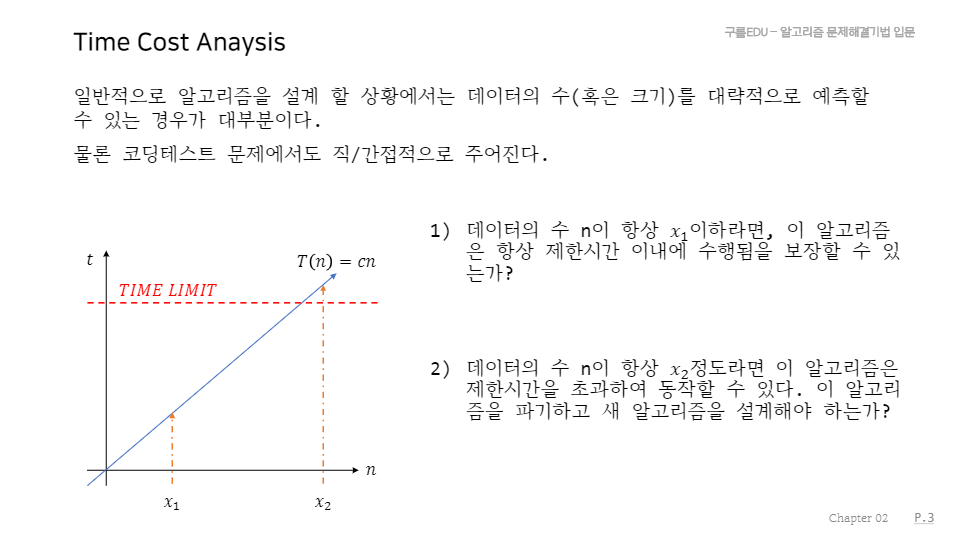 Time Cost Anaysis
구름EDU – 알고리즘 문제해결기법 입문
일반적으로 알고리즘을 설계 할 상황에서는 데이터의 수(혹은 크기)를 대략적으로 예측할
수 있는 경우가 대부분이다.
물론 코딩테스트 문제에서도 직/간접적으로 주어진다.
1) 데이터의 수 n이 항상 x₁이하라면, 이 알고리즘
은 항상 제한시간 이내에 수행됨을 보장할 수 있
는가?
t
T(n) = cn
TIME LIMIT
2) 데이터의 수 n이 항상 x₂정도라면 이 알고리즘은
제한시간을 초과하여 동작할 수 있다. 이 알고리
즘을 파기하고 새 알고리즘을 설계해야 하는가?
n
x₁
x₂
Chapter 02
P.3